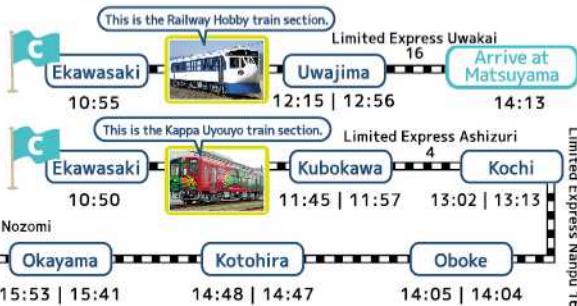 This is the Railway Hobby train section.
Limited Express Uwakai
16
C
Ekawasaki
Uwajima
Arrive at
Matsuyama
10:55
12:15 | 12:56
14:13
This is the Kappa Uyouyo train section.
Limited Express Ashizuri
4
C
Ekawasaki
Kubokawa
Kochi
10:50
11:45 | 11:57
13:02 | 13:13
Limited Express Nanpu
Nozomi
Okayama
Kotohira
Oboke
15:53 | 15:41
14:48 | 14:47
14:05 | 14:04